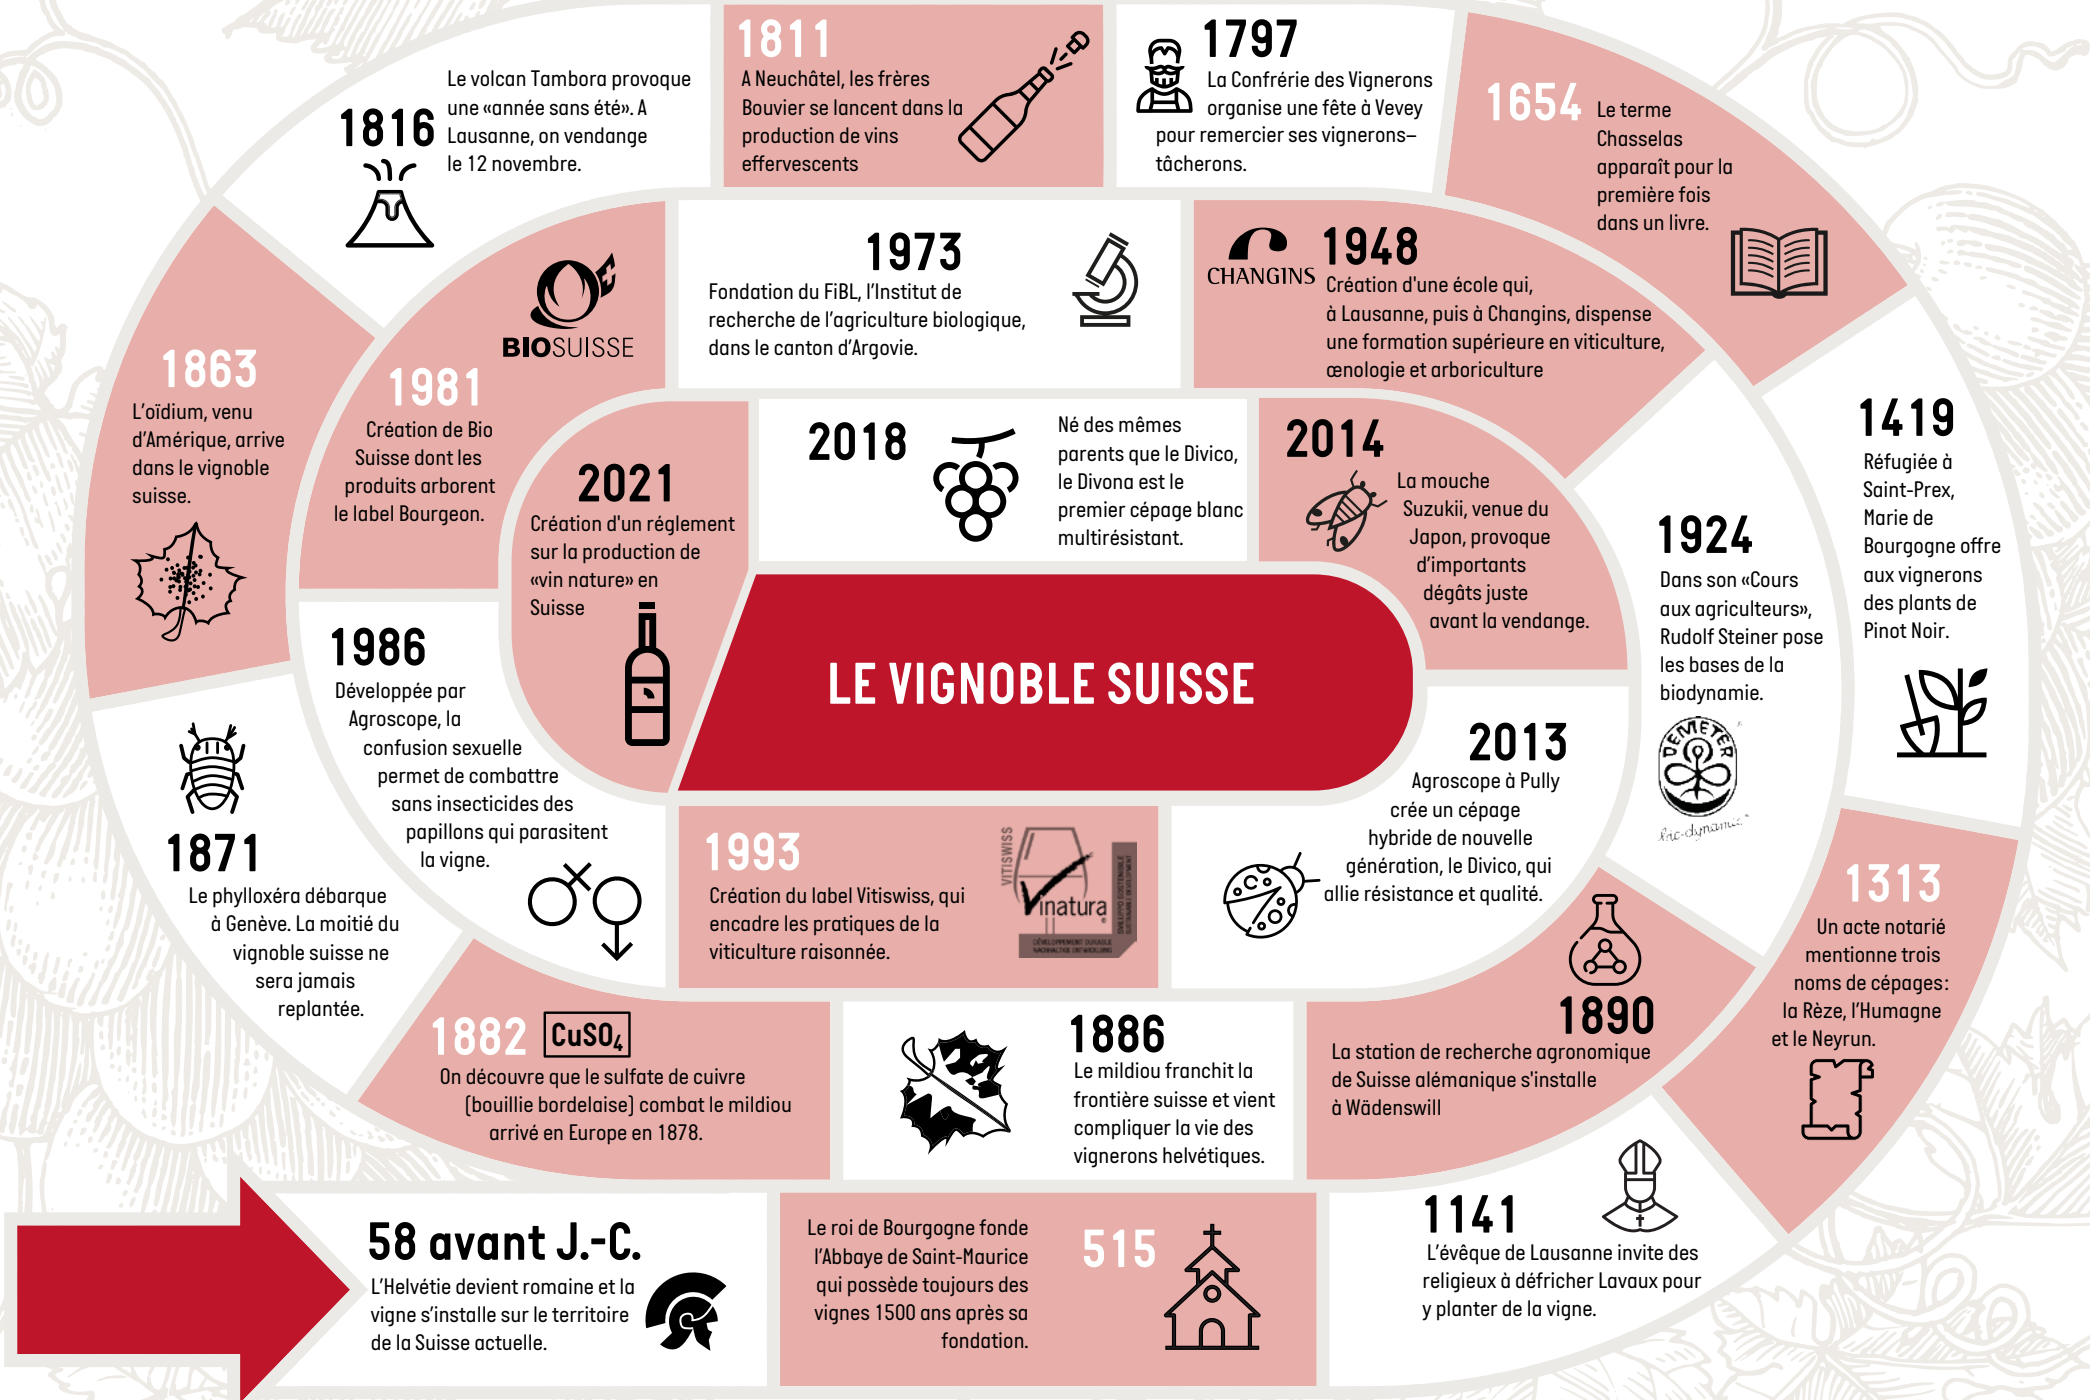 58 avant J.-C.
L'Helvétie devient romaine et la
vigne s'installe sur le territoire
de la Suisse actuelle.
515
Le roi de Bourgogne fonde
l'Abbaye de Saint-Maurice
qui possède toujours des
vignes 1500 ans après sa
fondation.
1141
L'évêque de Lausanne invite des
religieux à défricher Lavaux pour
y planter de la vigne.
1313
Un acte notarié
mentionne trois
noms de cépages:
la Rèze, l'Humagne
et le Neyrun.
1419
Réfugiée à
Saint-Prex,
Marie de
Bourgogne offre
aux vignerons
des plants de
Pinot Noir.
1654
Le terme
Chasselas
apparaît pour la
première fois
dans un livre.
1797
La Confrérie des Vignerons
organise une fête à Vevey
pour remercier ses vignerons–
tâcherons.
1811
A Neuchâtel, les frères
Bouvier se lancent dans la
production de vins
effervescents
1816
Le volcan Tambora provoque
une «année sans été». A
Lausanne, on vendange
le 12 novembre.
1863
L'oïdium, venu
d'Amérique, arrive
dans le vignoble
suisse.
1871
Le phylloxéra débarque
à Genève. La moitié du
vignoble suisse ne
sera jamais
replantée.
1882
CuSO4
On découvre que le sulfate de cuivre
(bouillie bordelaise) combat le mildiou
arrivé en Europe en 1878.
1886
Le mildiou franchit la
frontière suisse et vient
compliquer la vie des
vignerons helvétiques.
1890
La station de recherche agronomique
de Suisse alémanique s'installe
à Wädenswill
1924
Dans son «Cours
aux agriculteurs»,
Rudolf Steiner pose
les bases de la
biodynamie.
DEMETER
bio-dynamic
1948
CHANGINS
Création d'une école qui,
à Lausanne, puis à Changins, dispense
une formation supérieure en viticulture,
œnologie et arboriculture
1973
Fondation du FiBL, l'Institut de
recherche de l'agriculture biologique,
dans le canton d'Argovie.
1981
BIOSUISSE
Création de Bio
Suisse dont les
produits arborent
le label Bourgeon.
1986
Développée par
Agroscope, la
confusion sexuelle
permet de combattre
sans insecticides des
papillons qui parasitent
la vigne.
1993
Création du label Vitiswiss, qui
encadre les pratiques de la
viticulture raisonnée.
VITISWISS
Vinatura
DÉVELOPPEMENT DURABLE
NACHHALTIGE ENTWICKLUNG
SVILUPPO SOSTENIBILE
SUSTAINABLE DEVELOPMENT
2013
Agroscope à Pully
crée un cépage
hybride de nouvelle
génération, le Divico, qui
allie résistance et qualité.
2014
La mouche
Suzukii, venue du
Japon, provoque
d'importants
dégâts juste
avant la vendange.
2018
Né des mêmes
parents que le Divico,
le Divona est le
premier cépage blanc
multirésistant.
2021
Création d'un réglement
sur la production de
«vin nature» en
Suisse
LE VIGNOBLE SUISSE